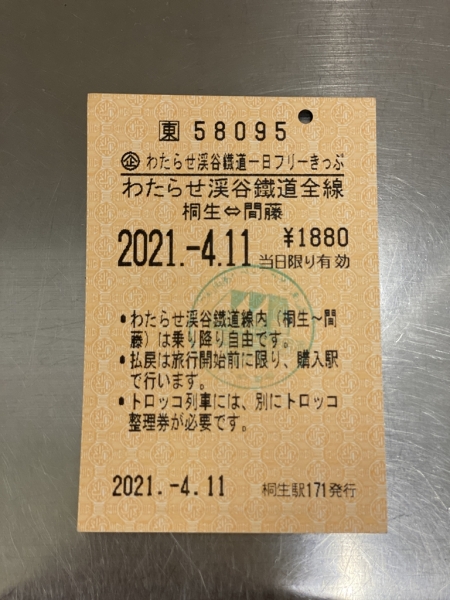 東 58095
企 わたらせ渓谷鐵道一日フリーきっぷ
わたらせ渓谷鐵道全線
桐生⇔間藤
2021.-4.11 ¥1880
当日限り有効
•わたらせ渓谷鐵道線内(桐生~間
藤)は乗り降り自由です。
•払戻は旅行開始前に限り、購入駅
で行います。
•トロッコ列車には、別にトロッコ
整理券が必要です。
2021.-4.11 桐生駅171発行